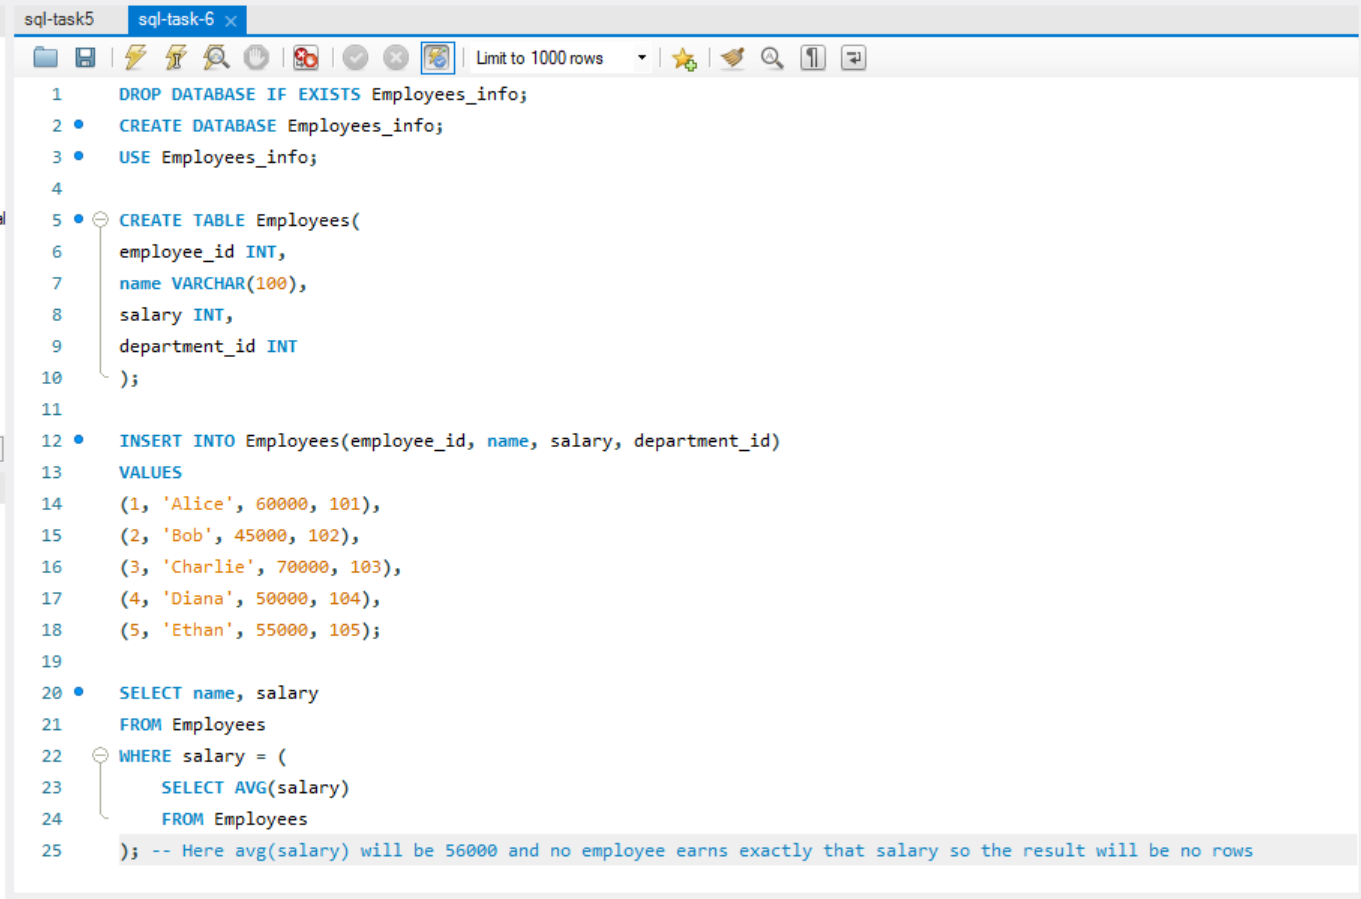 sql-task5 sql-task-6
Limit to 1000 rows
1 DROP DATABASE IF EXISTS Employees_info;
2 CREATE DATABASE Employees_info;
3 USE Employees_info;
4
5 CREATE TABLE Employees(
6 employee_id INT,
7 name VARCHAR(100),
8 salary INT,
9 department_id INT
10 );
11
12 INSERT INTO Employees(employee_id, name, salary, department_id)
13 VALUES
14 (1, 'Alice', 60000, 101),
15 (2, 'Bob', 45000, 102),
16 (3, 'Charlie', 70000, 103),
17 (4, 'Diana', 50000, 104),
18 (5, 'Ethan', 55000, 105);
19
20 SELECT name, salary
21 FROM Employees
22 WHERE salary = (
23 SELECT AVG(salary)
24 FROM Employees
25 ); -- Here avg(salary) will be 56000 and no employee earns exactly that salary so the result will be no rows